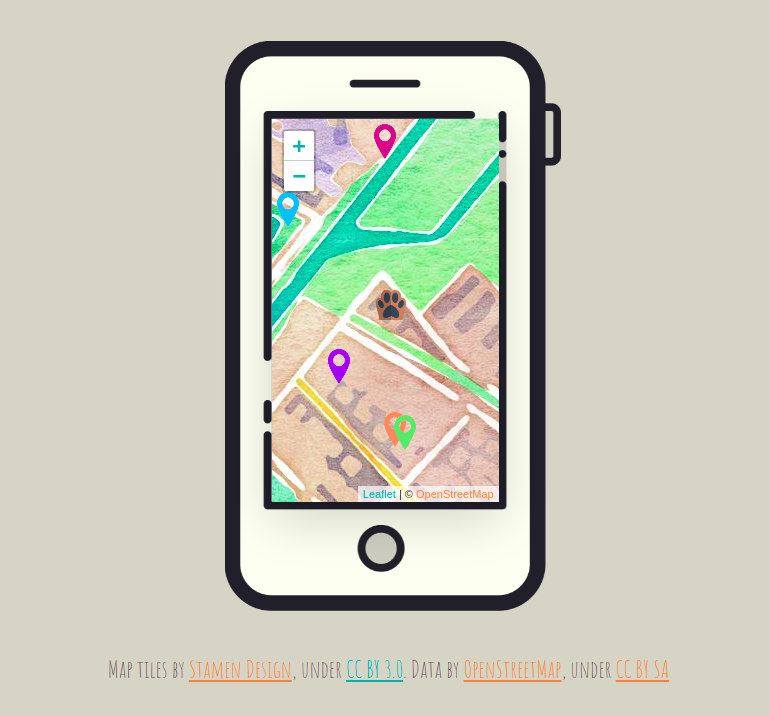 +
−
Leaflet | © OpenStreetMap
Map tiles by Stamen Design, under CC BY 3.0. Data by OpenStreetMap, under CC BY SA